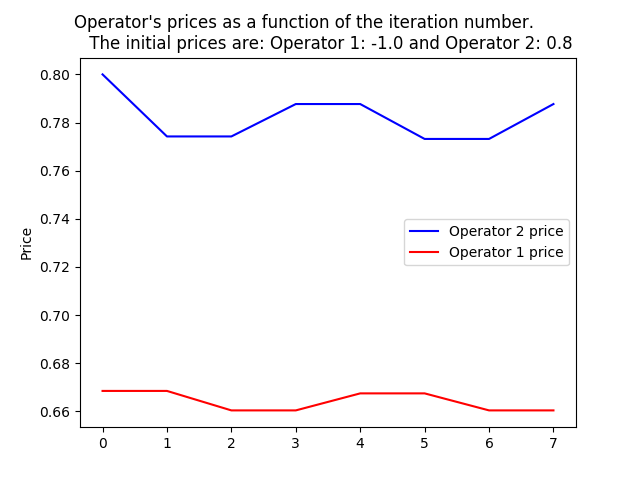 Operator's prices as a function of the iteration number.
The initial prices are: Operator 1: -1.0 and Operator 2: 0.8
0.80
0.78
0.76
0.74
0.72
0.70
0.68
0.66
Price
Operator 2 price
Operator 1 price
0 1 2 3 4 5 6 7